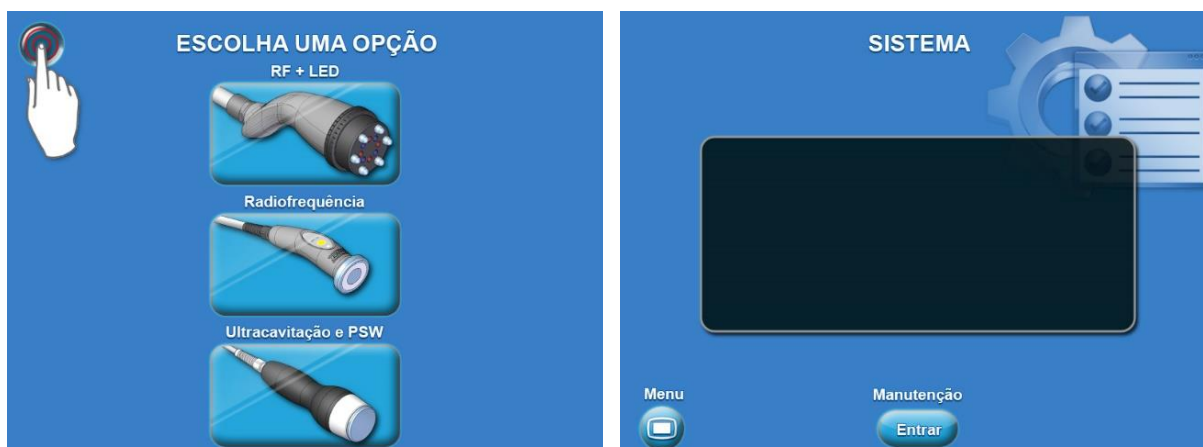 ESCOLHA UMA OPÇÃO
RF + LED
Radiofrequência
Ultracavitação e PSW
SISTEMA
Menu
Manutenção
Entrar